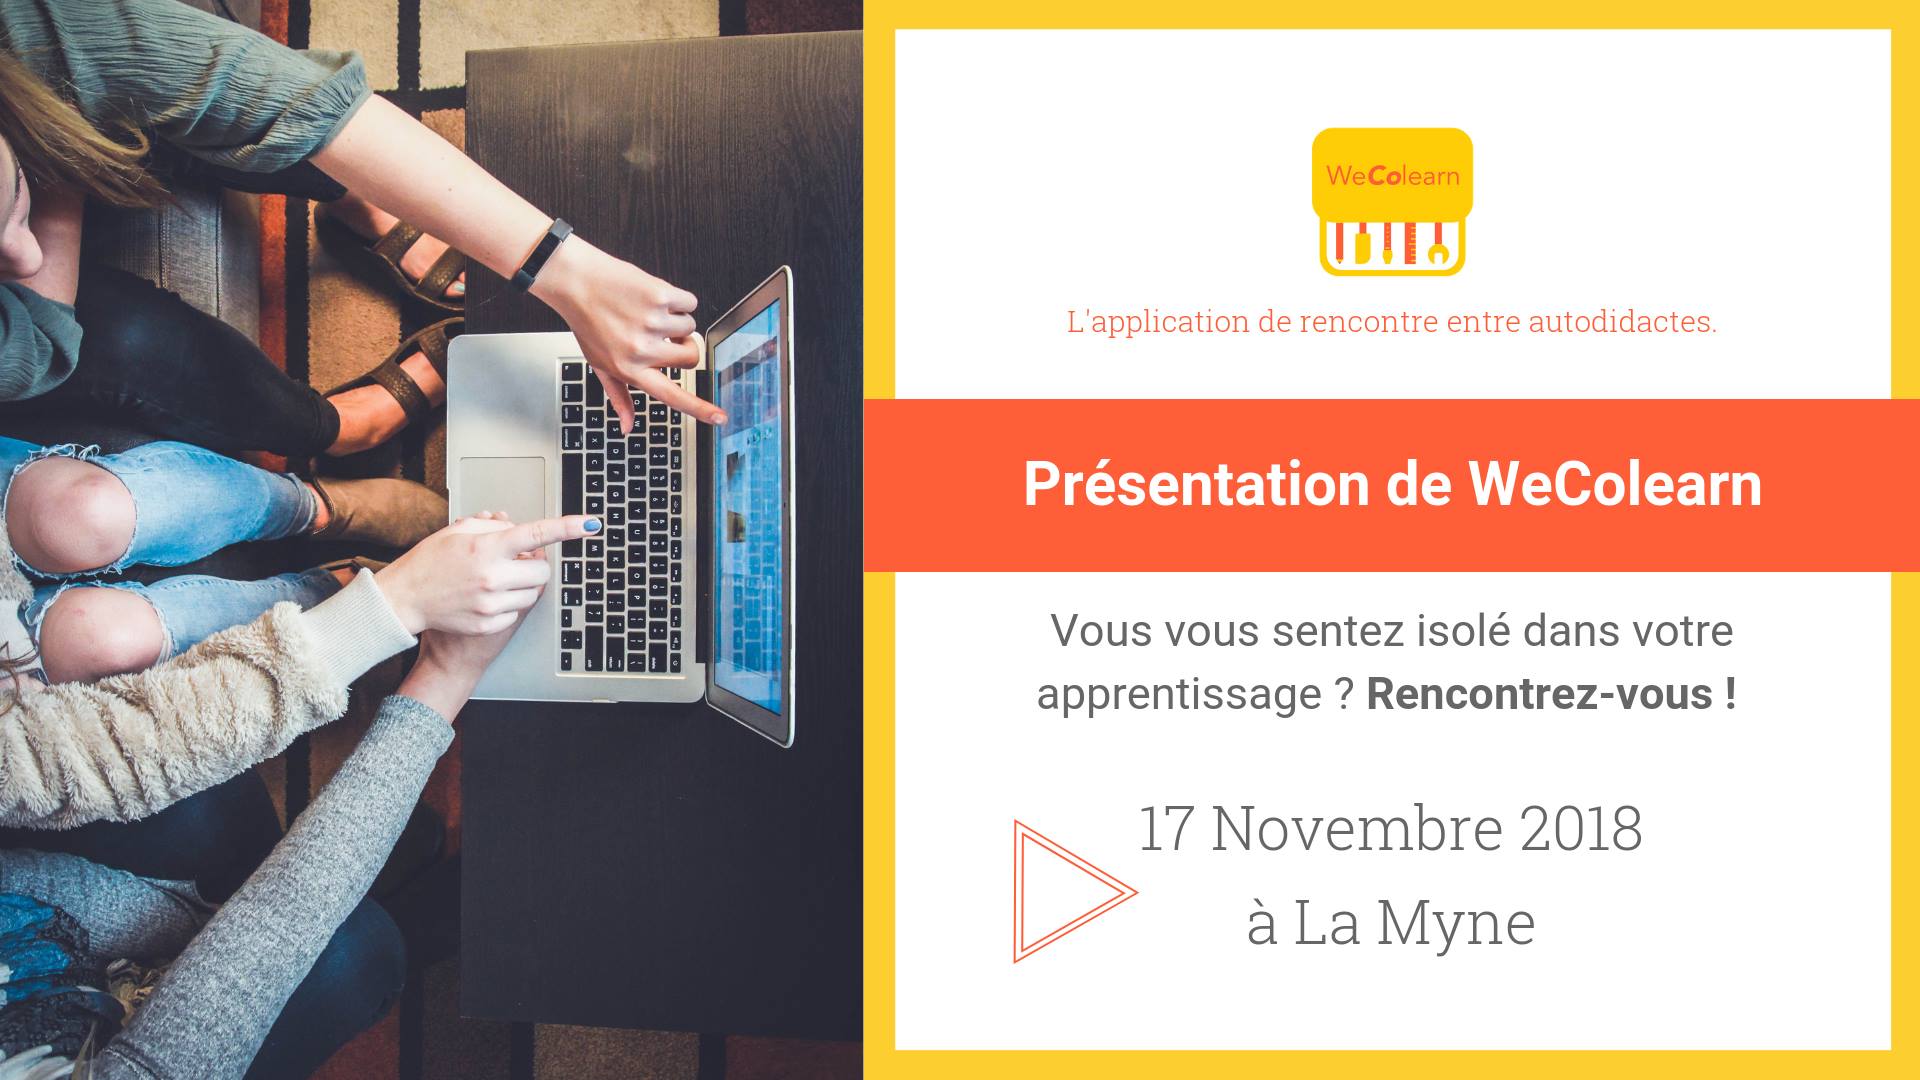 WeColearn
L'application de rencontre entre autodidactes.
Présentation de WeColearn
Vous vous sentez isolé dans votre
apprentissage ? Rencontrez-vous !
17 Novembre 2018
à La Myne